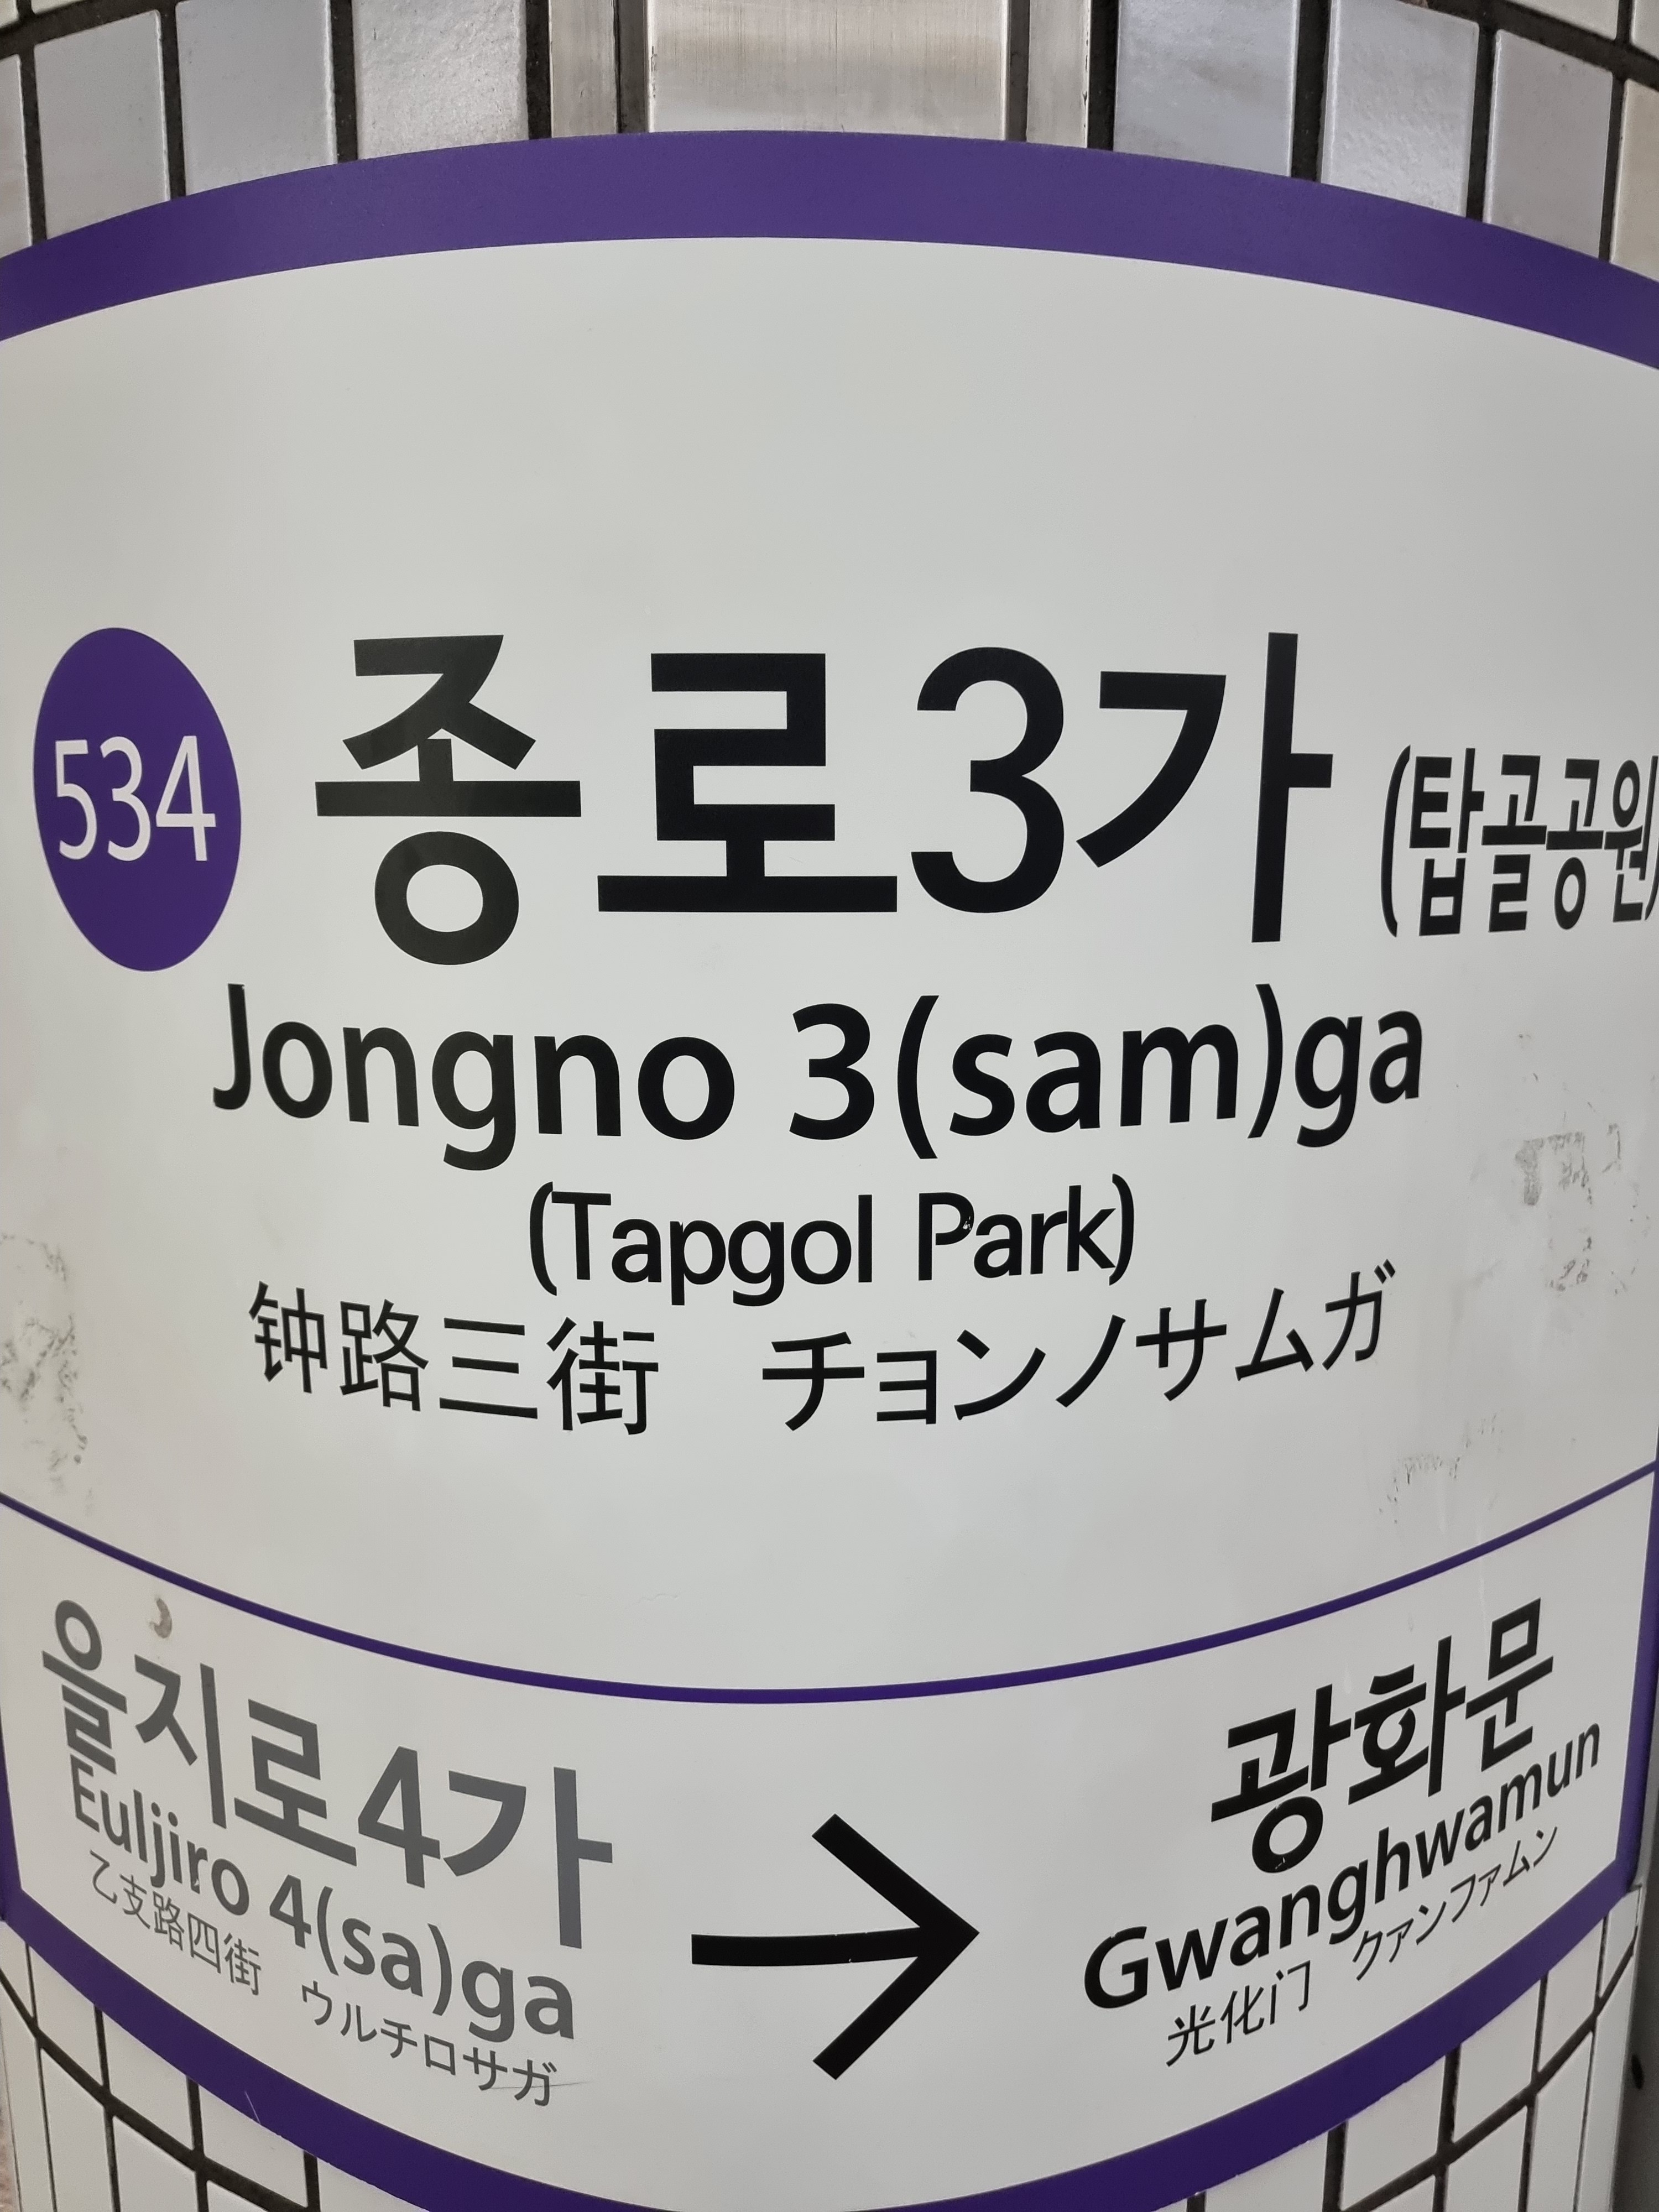 534 종로3가 (탑골공원)
Jongno 3(sam)ga
(Tapgol Park)
钟路三街 チョンノサムガ
을지로4가
Euljiro 4(sa)ga
乙支路四街 ウルチロサガ
→
광화문
Gwanghwamun
光化门 クァンファムン